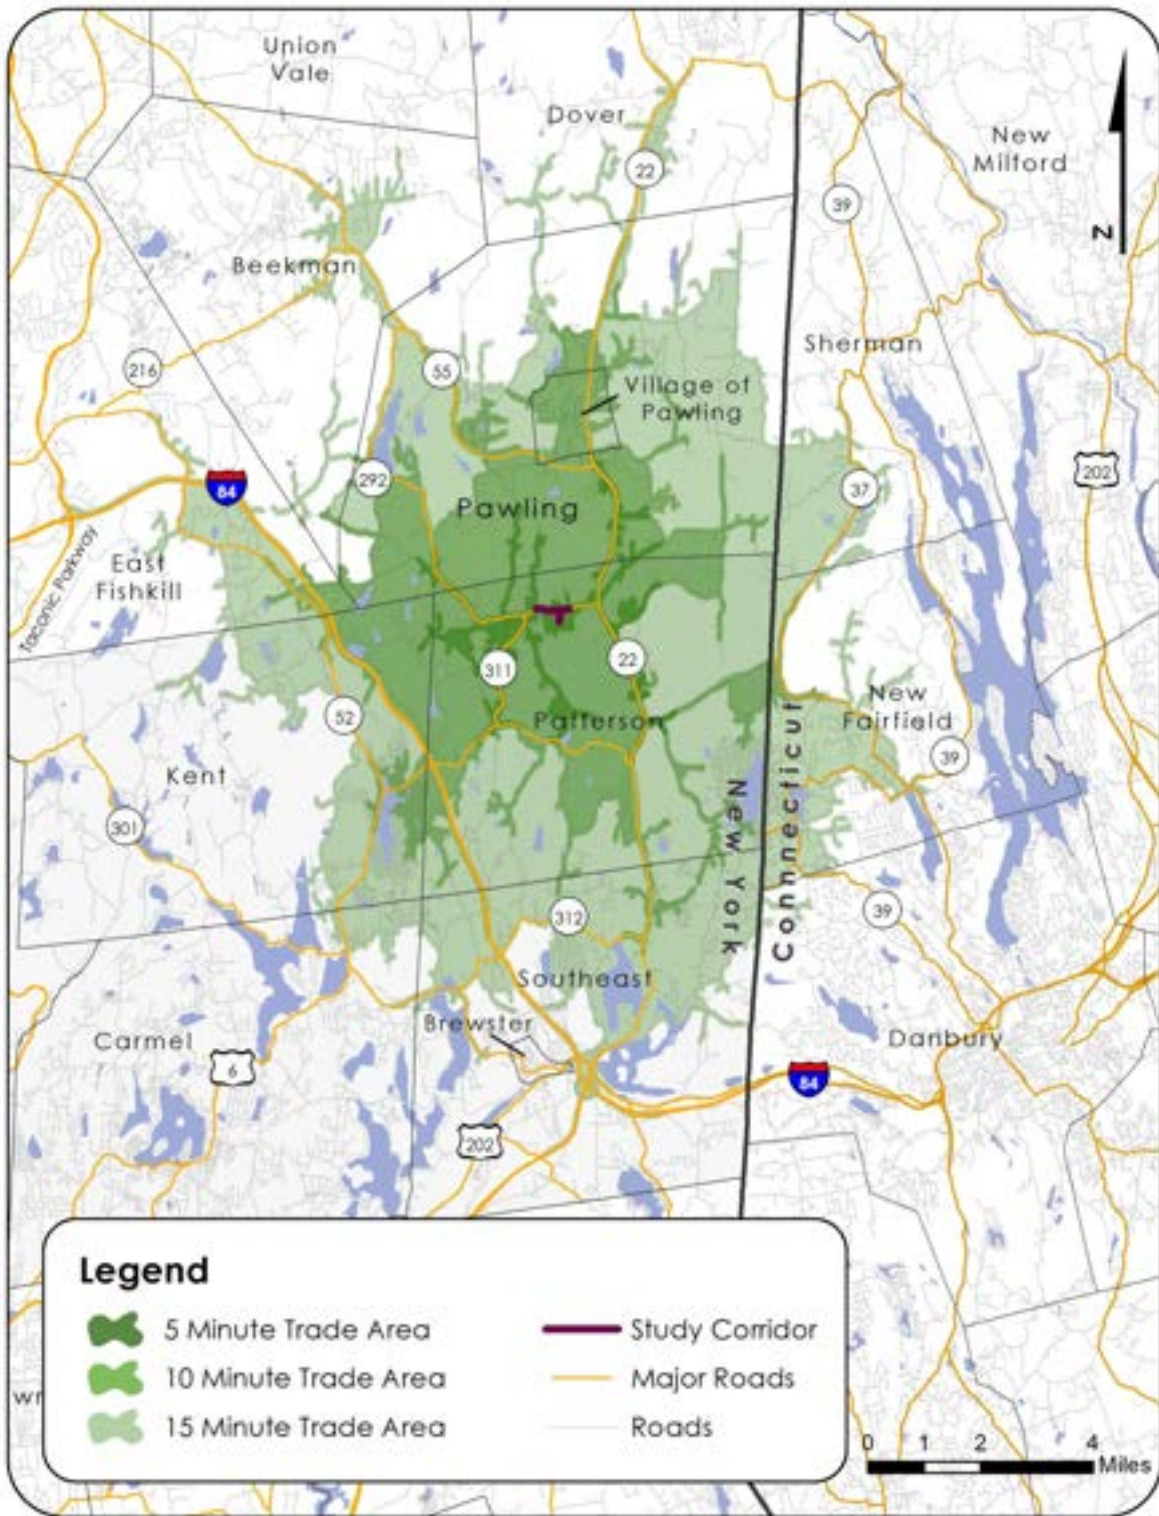 Union
Vale
Dover
New
Milford
22
39
N
Beekman
Sherman
216
55
Village of
Pawling
202
292
84
37
Pawling
East
Fishkill
Taconic Parkway
311
22
52
Patterson
New
Fairfield
39
Kent
301
New York
Connecticut
312
39
Southeast
Brewster
Carmel
Danbury
6
84
202
Legend
5 Minute Trade Area
Study Corridor
10 Minute Trade Area
Major Roads
15 Minute Trade Area
Roads
wr
0 1 2 4
Miles